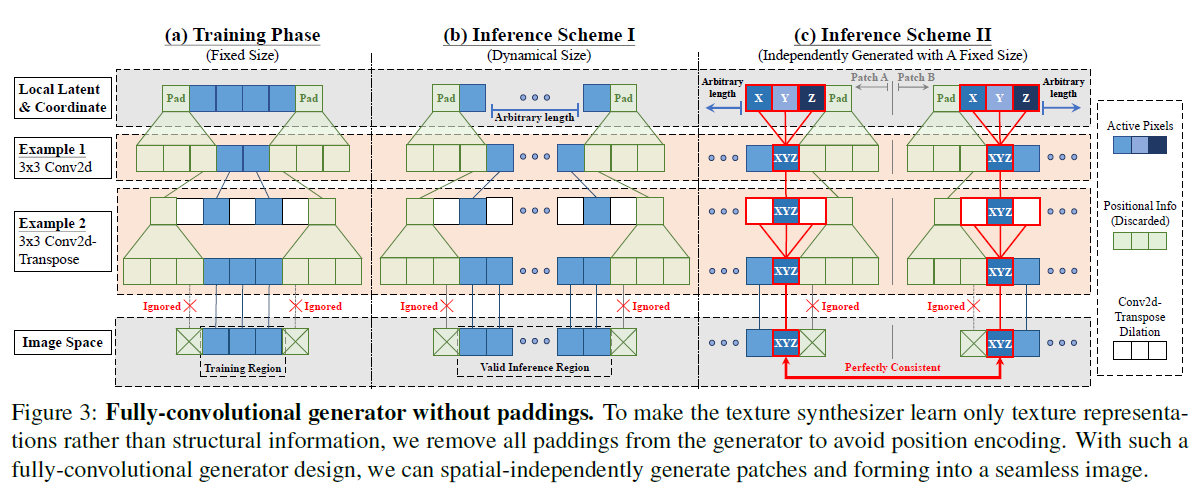 (a) Training Phase
(Fixed Size)
(b) Inference Scheme I
(Dynamical Size)
(c) Inference Scheme II
(Independently Generated with A Fixed Size)
Local Latent
& Coordinate
Pad
Pad
Pad
Arbitrary length
Pad
Arbitrary
length
X
Y
Z
Pad
Patch A
Patch B
Pad
X
Y
Z
Arbitrary
length
Example 1
3x3 Conv2d
XYZ
XYZ
Example 2
3x3 Conv2d-
Transpose
XYZ
XYZ
XYZ
XYZ
Ignored
Ignored
Ignored
Ignored
Ignored
Ignored
Image Space
Training Region
Valid Inference Region
XYZ
XYZ
Perfectly Consistent
Active Pixels
Positional Info
(Discarded)
Conv2d-
Transpose
Dilation
Figure 3: Fully-convolutional generator without paddings. To make the texture synthesizer learn only texture representa-
tions rather than structural information, we remove all paddings from the generator to avoid position encoding. With such a
fully-convolutional generator design, we can spatial-independently generate patches and forming into a seamless image.